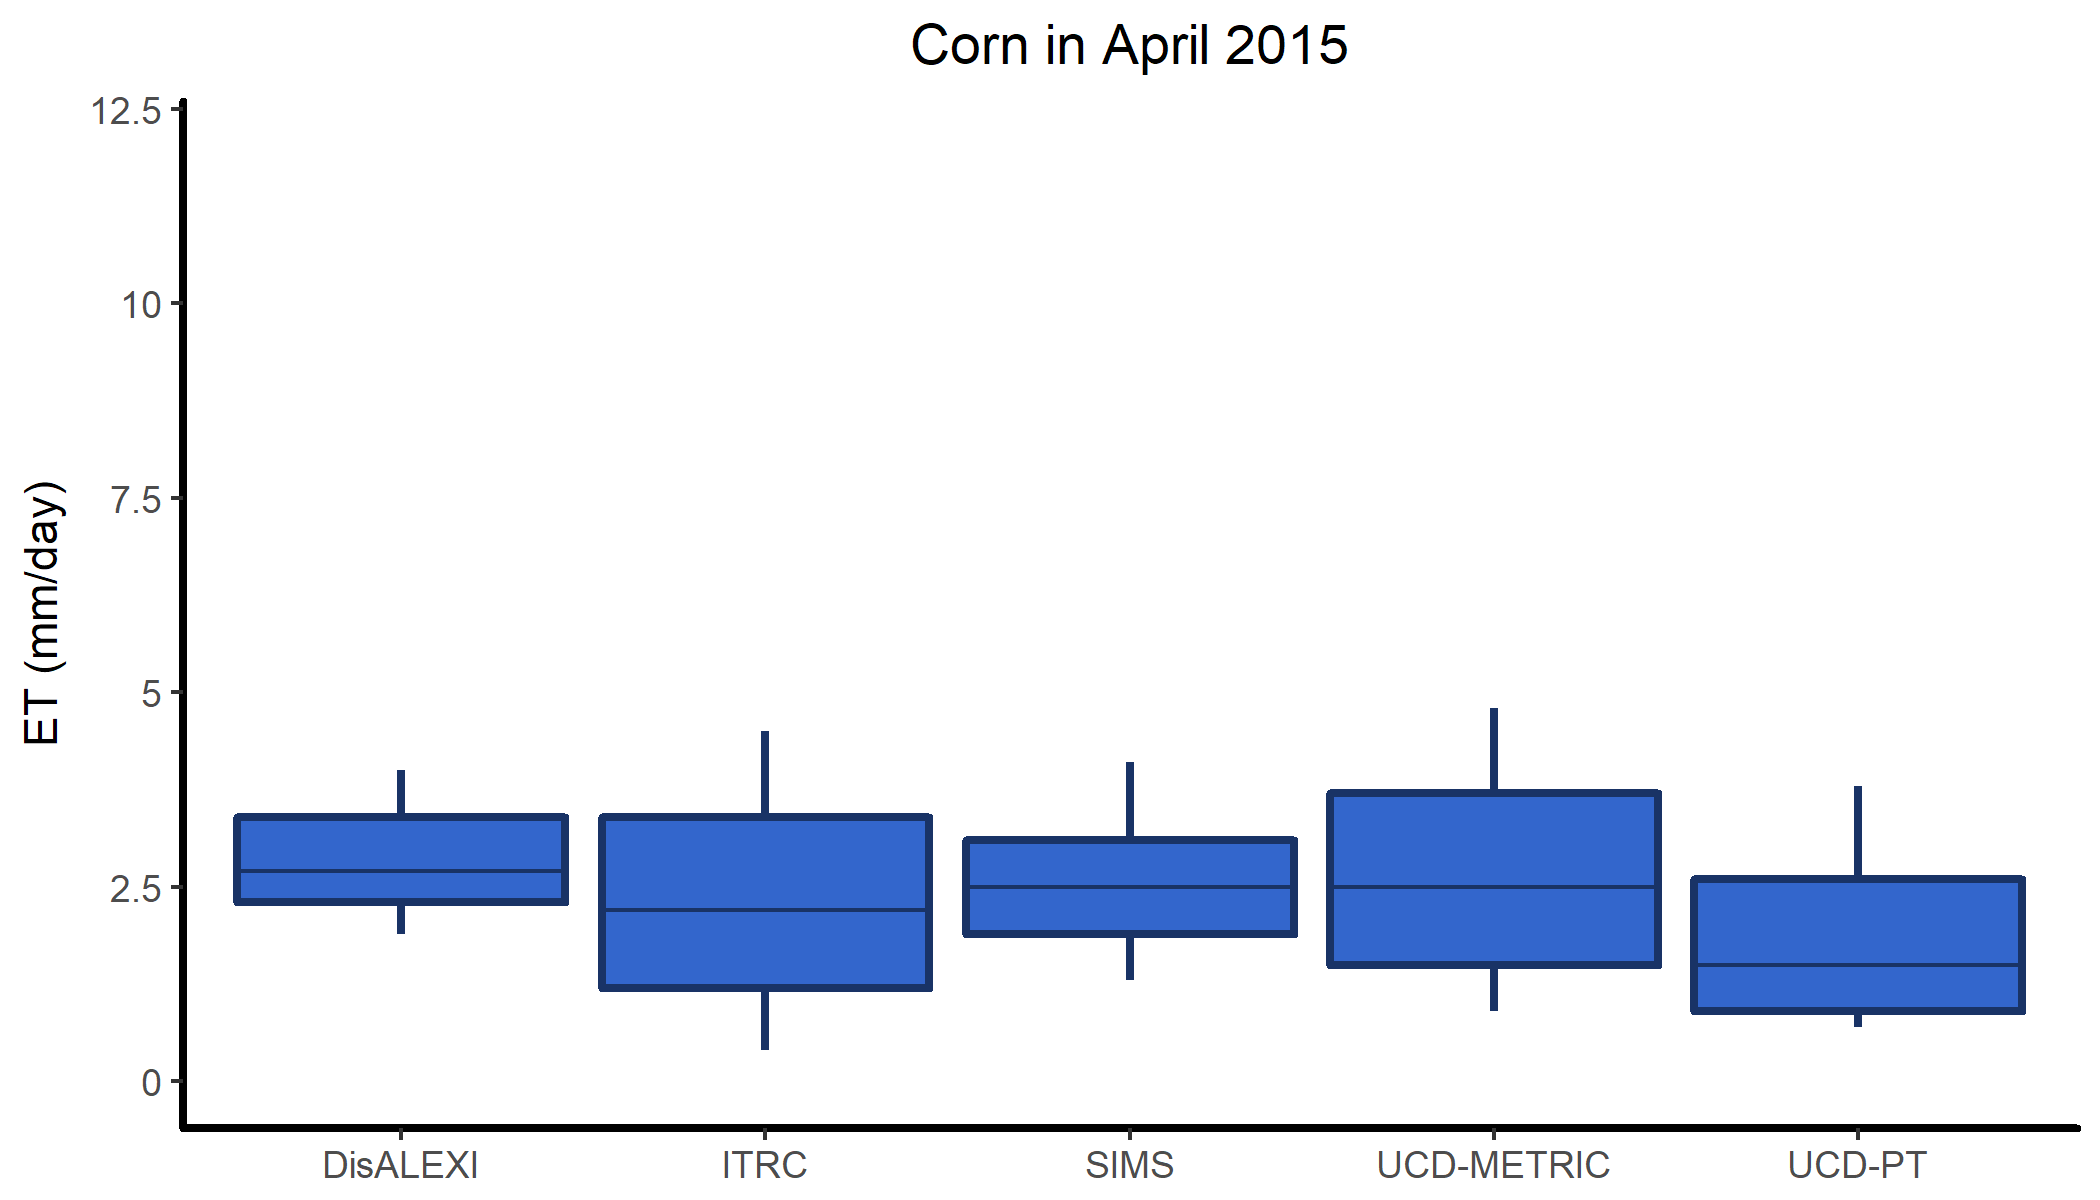 Corn in April 2015
12.5
10
7.5
5
2.5
0
ET (mm/day)
DisALEXI
ITRC
SIMS
UCD-METRIC
UCD-PT